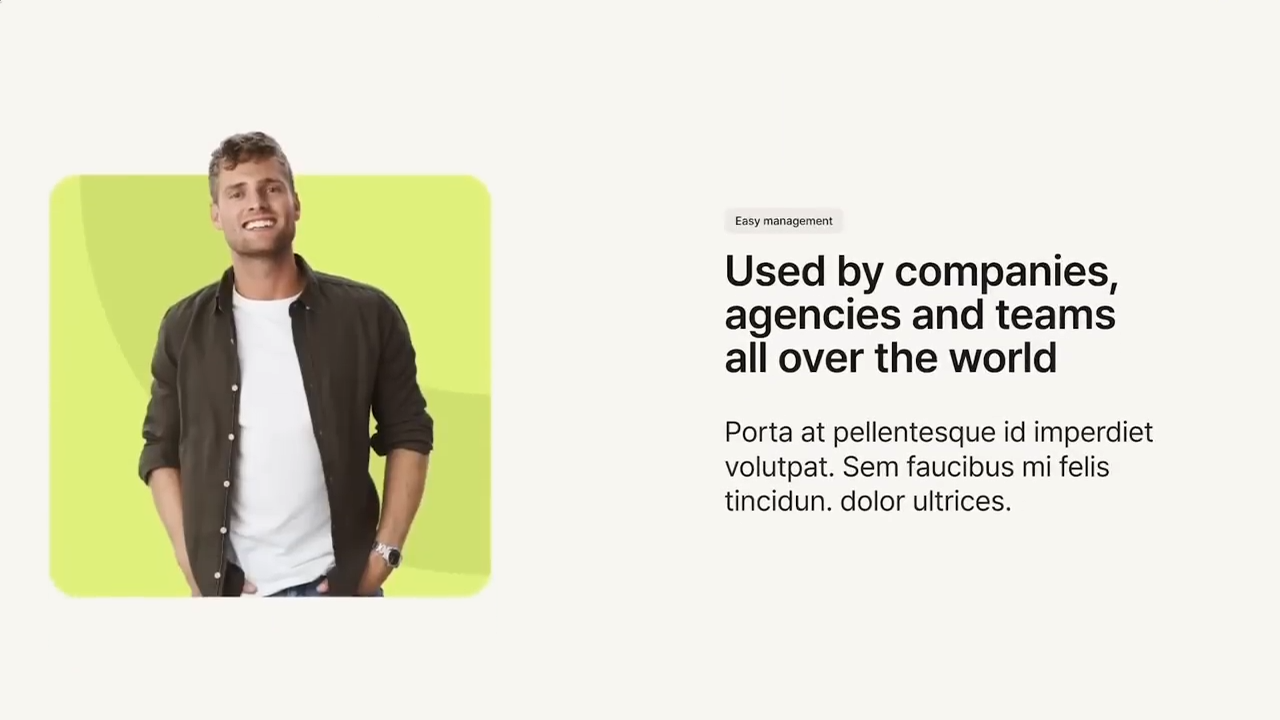 Easy management
Used by companies,
agencies and teams
all over the world
Porta at pellentesque id imperdiet
volutpat. Sem faucibus mi felis
tincidun. dolor ultrices.